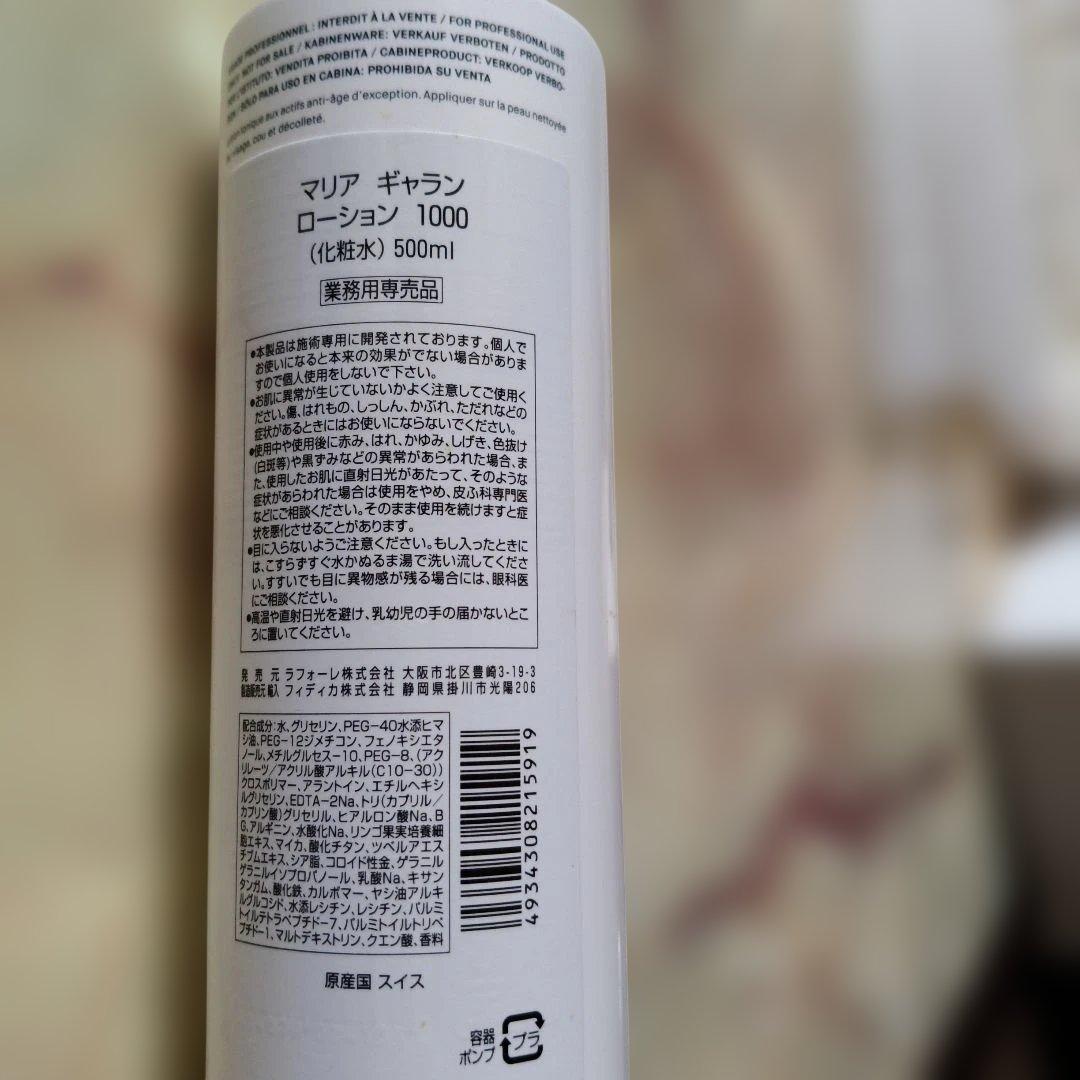 PROFESSIONNEL : INTERDIT À LA VENTE / FOR PROFESSIONAL USE
NOT FOR SALE / KABINENWARE: VERKAUF VERBOTEN / PRODOTTO
VENDITA PROIBITA / CABINEPRODUCT: VERKOOP VERBO-
SÓLO PARA USO EN CABINA: PROHIBIDA SU VENTA
tonique aux actifs anti-âge d'exception. Appliquer sur la peau nettoyée
visage, cou et décolleté.
マリア ギャラン
ローション 1000
(化粧水) 500ml
業務用専売品
●本製品は施術専用に開発されております。個人で
お使いになると本来の効果がでない場合がありま
すので個人使用をしないで下さい。
●お肌に異常が生じていないかよく注意してご使用く
ださい。傷、はれもの、しっしん、かぶれ、ただれなどの
症状があるときにはお使いにならないでください。
●使用中や使用後に赤み、はれ、かゆみ、しげき、色抜け
(白斑等)や黒ずみなどの異常があらわれた場合、ま
た、使用したお肌に直射日光があたって、そのような
症状があらわれた場合は使用をやめ、皮ふ科専門医
などにご相談ください。そのまま使用を続けますと症
状を悪化させることがあります。
●目に入らないようご注意ください。もし入ったときに
は、こすらずすぐ水かぬるま湯で洗い流してくださ
い。すすいでも目に異物感が残る場合には、眼科医
にご相談ください。
●高温や直射日光を避け、乳幼児の手の届かないとこ
ろに置いてください。
発売元 ラフォーレ株式会社 大阪市北区豊崎3-19-3
製造販売元輸入 フィディカ株式会社 静岡県掛川市光陽206
配合成分:水、グリセリン、PEG-40水添ヒマ
シ油、PEG-12ジメチコン、フェノキシエタ
ノール、メチルグルセス-10、PEG-8、(アク
リレーツ/アクリル酸アルキル(C10-30))
クロスポリマー、アラントイン、エチルヘキシ
ルグリセリン、EDTA-2Na、トリ(カプリル/
カプリン酸)グリセリル、ヒアルロン酸Na、B
G、アルギニン、水酸化Na、リンゴ果実培養細
胞エキス、マイカ、酸化チタン、ツベルアエス
チブムエキス、シア脂、コロイド性金、ゲラニル
ゲラニルイソプロパノール、乳酸Na、キサン
タンガム、酸化鉄、カルボマー、ヤシ油アルキ
ルグルコシド、水添レシチン、レシチン、パルミ
トイルテトラペプチド-7、パルミトイルトリペ
プチド-1、マルトデキストリン、クエン酸、香料
4934308215919
原産国 スイス
容器
ポンプ
プラ